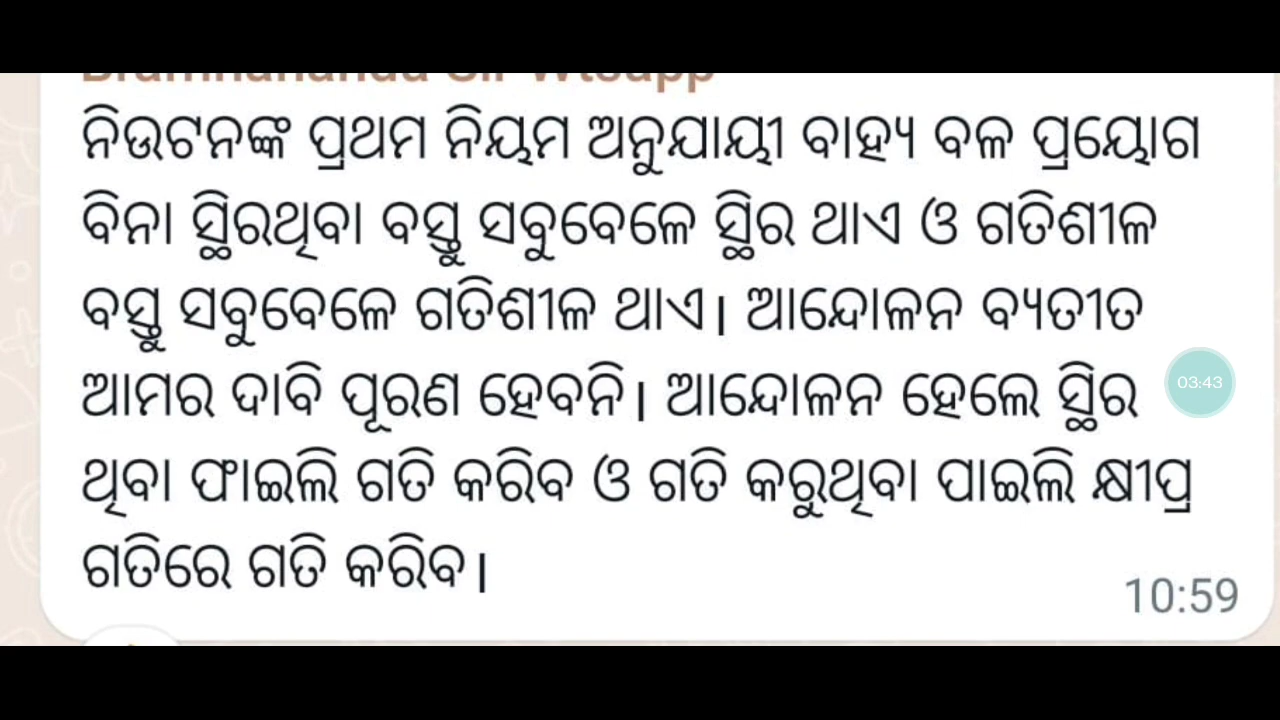 ନିଉଟନଙ୍କ ପ୍ରଥମ ନିୟମ ଅନୁଯାୟୀ ବାହ୍ୟ ବଳ ପ୍ରୟୋଗ
ବିନା ସ୍ଥିରଥିବା ବସ୍ତୁ ସବୁବେଳେ ସ୍ଥିର ଥାଏ ଓ ଗତିଶୀଳ
ବସ୍ତୁ ସବୁବେଳେ ଗତିଶୀଳ ଥାଏ। ଆନ୍ଦୋଳନ ବ୍ୟତୀତ
ଆମର ଦାବି ପୂରଣ ହେବନି। ଆନ୍ଦୋଳନ ହେଲେ ସ୍ଥିର
03:43
ଥିବା ଫାଇଲି ଗତି କରିବ ଓ ଗତି କରୁଥିବା ପାଇଲି କ୍ଷୀପ୍ର
ଗତିରେ ଗତି କରିବ।
10:59